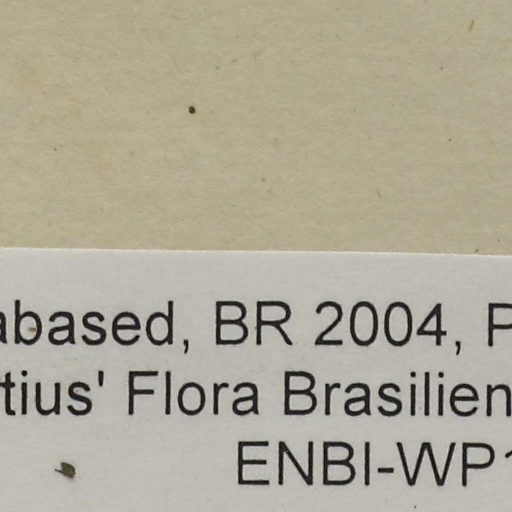 abased, BR 2004, P
tius' Flora Brasilien
ENBI-WP1